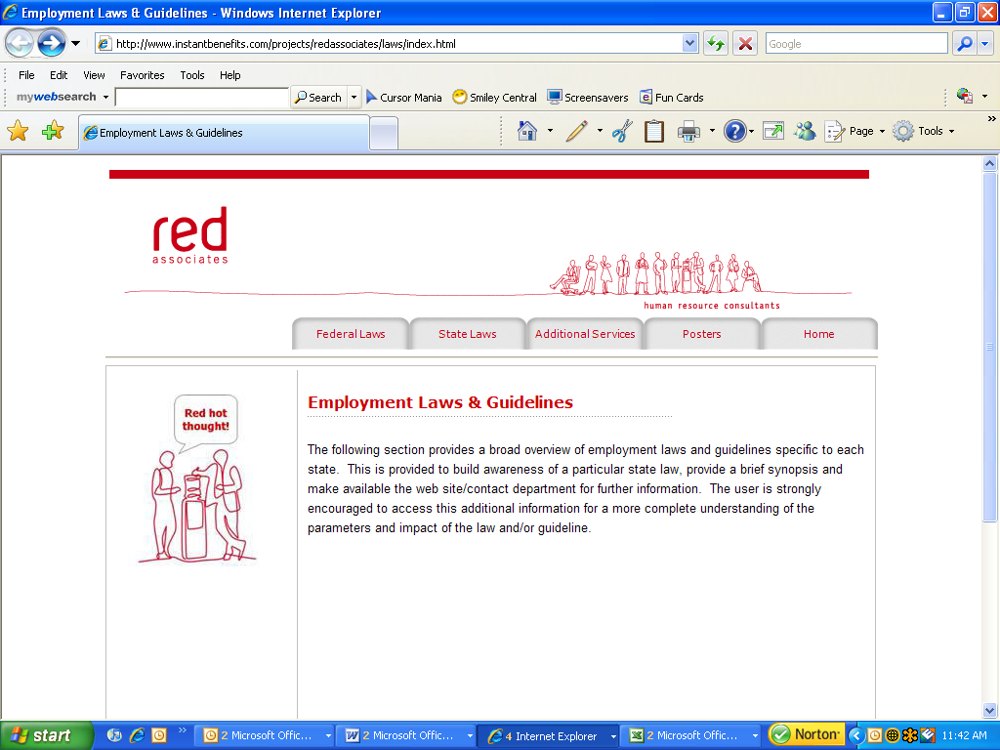 Employment Laws & Guidelines - Windows Internet Explorer
http://www.instantbenefits.com/projects/redassociates/laws/index.html
Google
File Edit View Favorites Tools Help
mywebsearch Search Cursor Mania Smiley Central Screensavers Fun Cards
Employment Laws & Guidelines
Page Tools
red
associates
human resource consultants
Federal Laws State Laws Additional Services Posters Home
Red hot
thought!
Employment Laws & Guidelines
The following section provides a broad overview of employment laws and guidelines specific to each
state. This is provided to build awareness of a particular state law, provide a brief synopsis and
make available the web site/contact department for further information. The user is strongly
encouraged to access this additional information for a more complete understanding of the
parameters and impact of the law and/or guideline.
start 2 Microsoft Offic... 2 Microsoft Offic... 4 Internet Explorer 2 Microsoft Offic... Norton 11:42 AM